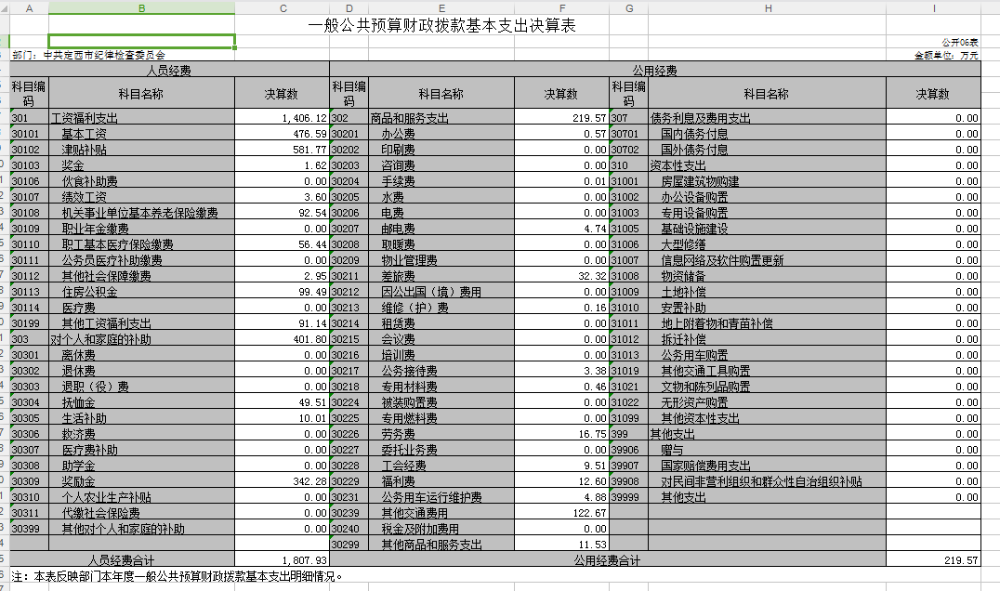 A B C D E F G H I
一般公共预算财政拨款基本支出决算表
公开06表
部门：中共定西市纪律检查委员会 金额单位：万元
人员经费 公用经费
科目编码 科目名称 决算数 科目编码 科目名称 决算数 科目编码 科目名称 决算数
301 工资福利支出 1,406.12 302 商品和服务支出 219.57 307 债务利息及费用支出 0.00
30101 基本工资 476.59 30201 办公费 0.57 30701 国内债务付息 0.00
30102 津贴补贴 581.77 30202 印刷费 0.00 30702 国外债务付息 0.00
30103 奖金 1.62 30203 咨询费 0.00 310 资本性支出 0.00
30106 伙食补助费 0.00 30204 手续费 0.01 31001 房屋建筑物购建 0.00
30107 绩效工资 3.60 30205 水费 0.00 31002 办公设备购置 0.00
30108 机关事业单位基本养老保险缴费 92.54 30206 电费 0.00 31003 专用设备购置 0.00
30109 职业年金缴费 0.00 30207 邮电费 4.74 31005 基础设施建设 0.00
30110 职工基本医疗保险缴费 56.44 30208 取暖费 0.00 31006 大型修缮 0.00
30111 公务员医疗补助缴费 0.00 30209 物业管理费 0.00 31007 信息网络及软件购置更新 0.00
30112 其他社会保障缴费 2.95 30211 差旅费 32.32 31008 物资储备 0.00
30113 住房公积金 99.49 30212 因公出国（境）费用 0.00 31009 土地补偿 0.00
30114 医疗费 0.00 30213 维修（护）费 0.16 31010 安置补助 0.00
30199 其他工资福利支出 91.14 30214 租赁费 0.00 31011 地上附着物和青苗补偿 0.00
303 对个人和家庭的补助 401.80 30215 会议费 0.00 31012 拆迁补偿 0.00
30301 离休费 0.00 30216 培训费 0.00 31013 公务用车购置 0.00
30302 退休费 0.00 30217 公务接待费 3.38 31019 其他交通工具购置 0.00
30303 退职（役）费 0.00 30218 专用材料费 0.46 31021 文物和陈列品购置 0.00
30304 抚恤金 49.51 30224 被装购置费 0.00 31022 无形资产购置 0.00
30305 生活补助 10.01 30225 专用燃料费 0.00 31099 其他资本性支出 0.00
30306 救济费 0.00 30226 劳务费 16.75 399 其他支出 0.00
30307 医疗费补助 0.00 30227 委托业务费 0.00 39906 赠与 0.00
30308 助学金 0.00 30228 工会经费 9.51 39907 国家赔偿费用支出 0.00
30309 奖励金 342.28 30229 福利费 12.60 39908 对民间非营利组织和群众性自治组织补贴 0.00
30310 个人农业生产补贴 0.00 30231 公务用车运行维护费 4.88 39999 其他支出 0.00
30311 代缴社会保险费 0.00 30239 其他交通费用 122.67
30399 其他对个人和家庭的补助 0.00 30240 税金及附加费用 0.00
30299 其他商品和服务支出 11.53
人员经费合计 1,807.93 公用经费合计 219.57
注：本表反映部门本年度一般公共预算财政拨款基本支出明细情况。